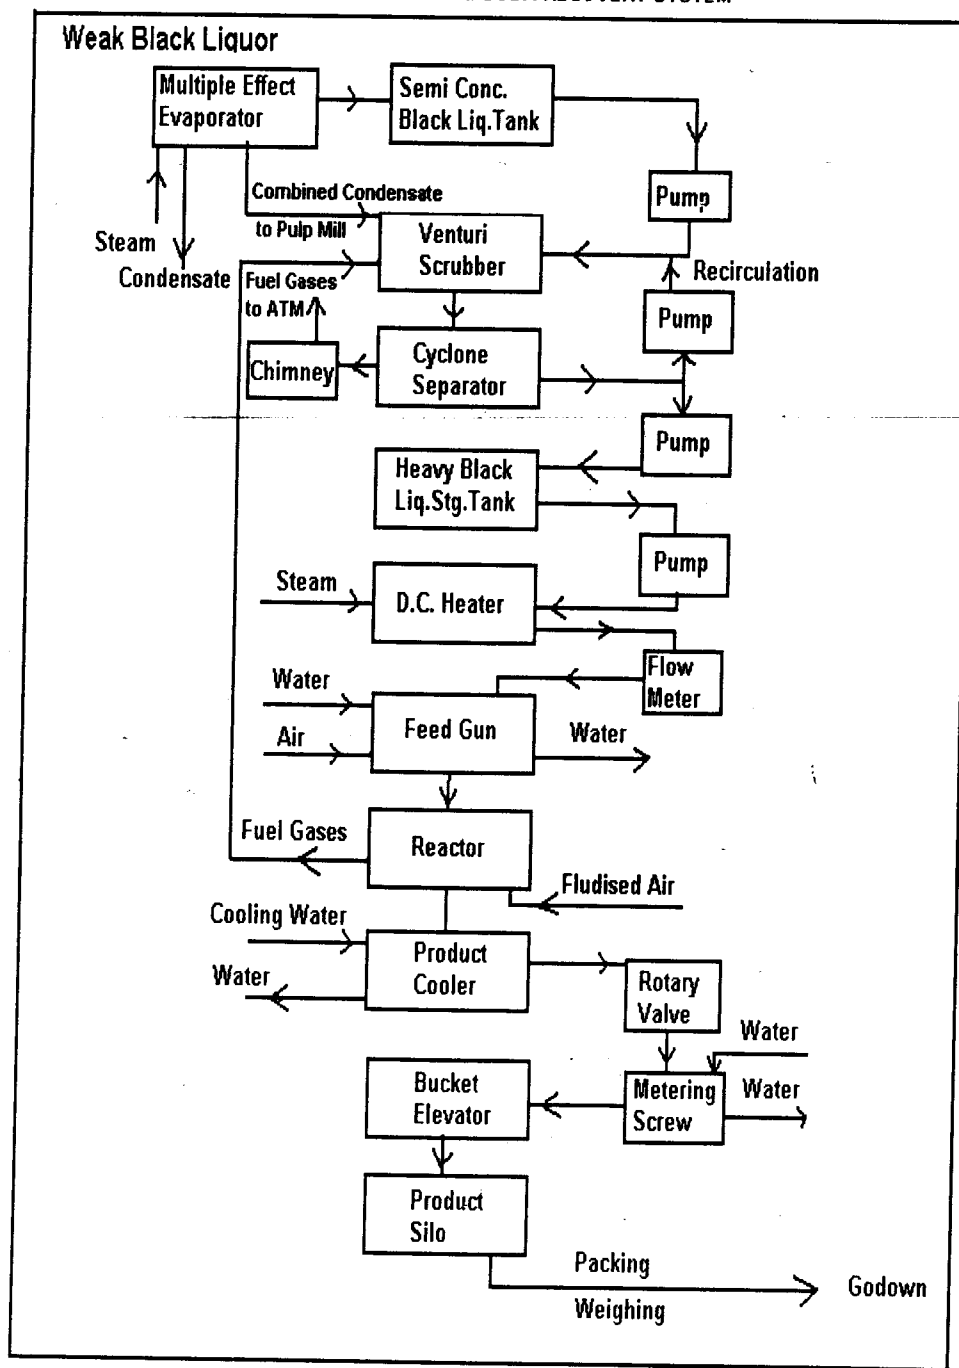 RECOVERY SYSTEM
Weak Black Liquor
Multiple Effect
Evaporator
Semi Conc.
Black Liq.Tank
Pump
Combined Condensate
to Pulp Mill
Venturi
Scrubber
Steam
Condensate
Fuel Gases
to ATM
Recirculation
Pump
Chimney
Cyclone
Separator
Pump
Heavy Black
Liq.Stg.Tank
Pump
Steam
D.C. Heater
Flow
Meter
Water
Air
Feed Gun
Water
Fuel Gases
Reactor
Fludised Air
Cooling Water
Water
Product
Cooler
Rotary
Valve
Water
Bucket
Elevator
Metering
Screw
Water
Product
Silo
Packing
Weighing
Godown